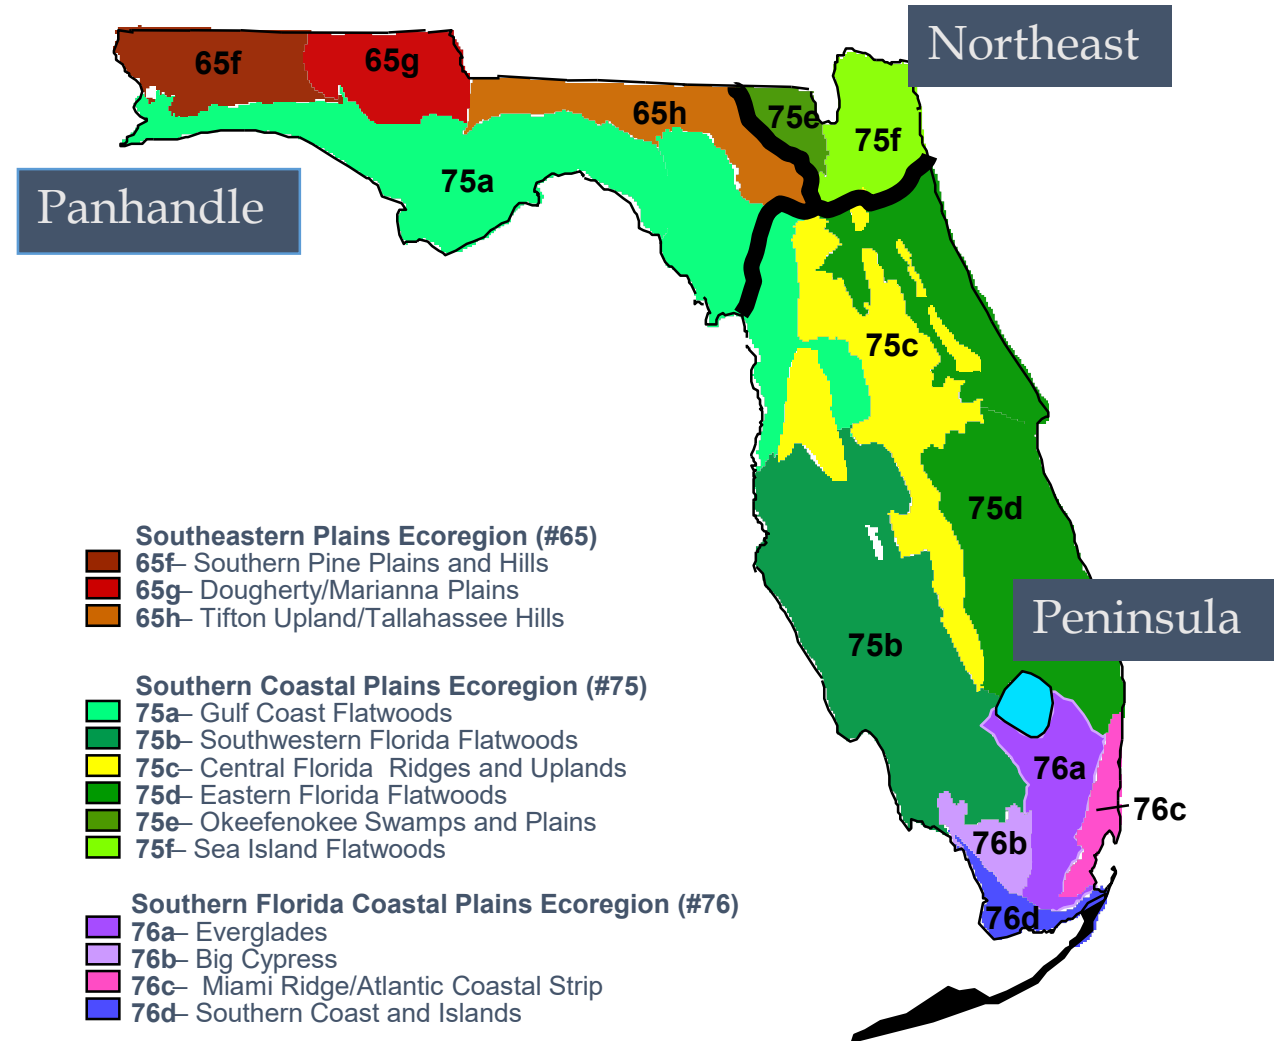 Northeast
65f
65g
65h
75e
75f
75a
Panhandle
75c
75d
Peninsula
75b
76a
76c
76b
76d
Southeastern Plains Ecoregion (#65)
65f– Southern Pine Plains and Hills
65g– Dougherty/Marianna Plains
65h– Tifton Upland/Tallahassee Hills
Southern Coastal Plains Ecoregion (#75)
75a– Gulf Coast Flatwoods
75b– Southwestern Florida Flatwoods
75c– Central Florida Ridges and Uplands
75d– Eastern Florida Flatwoods
75e– Okeefenokee Swamps and Plains
75f– Sea Island Flatwoods
Southern Florida Coastal Plains Ecoregion (#76)
76a– Everglades
76b– Big Cypress
76c– Miami Ridge/Atlantic Coastal Strip
76d– Southern Coast and Islands